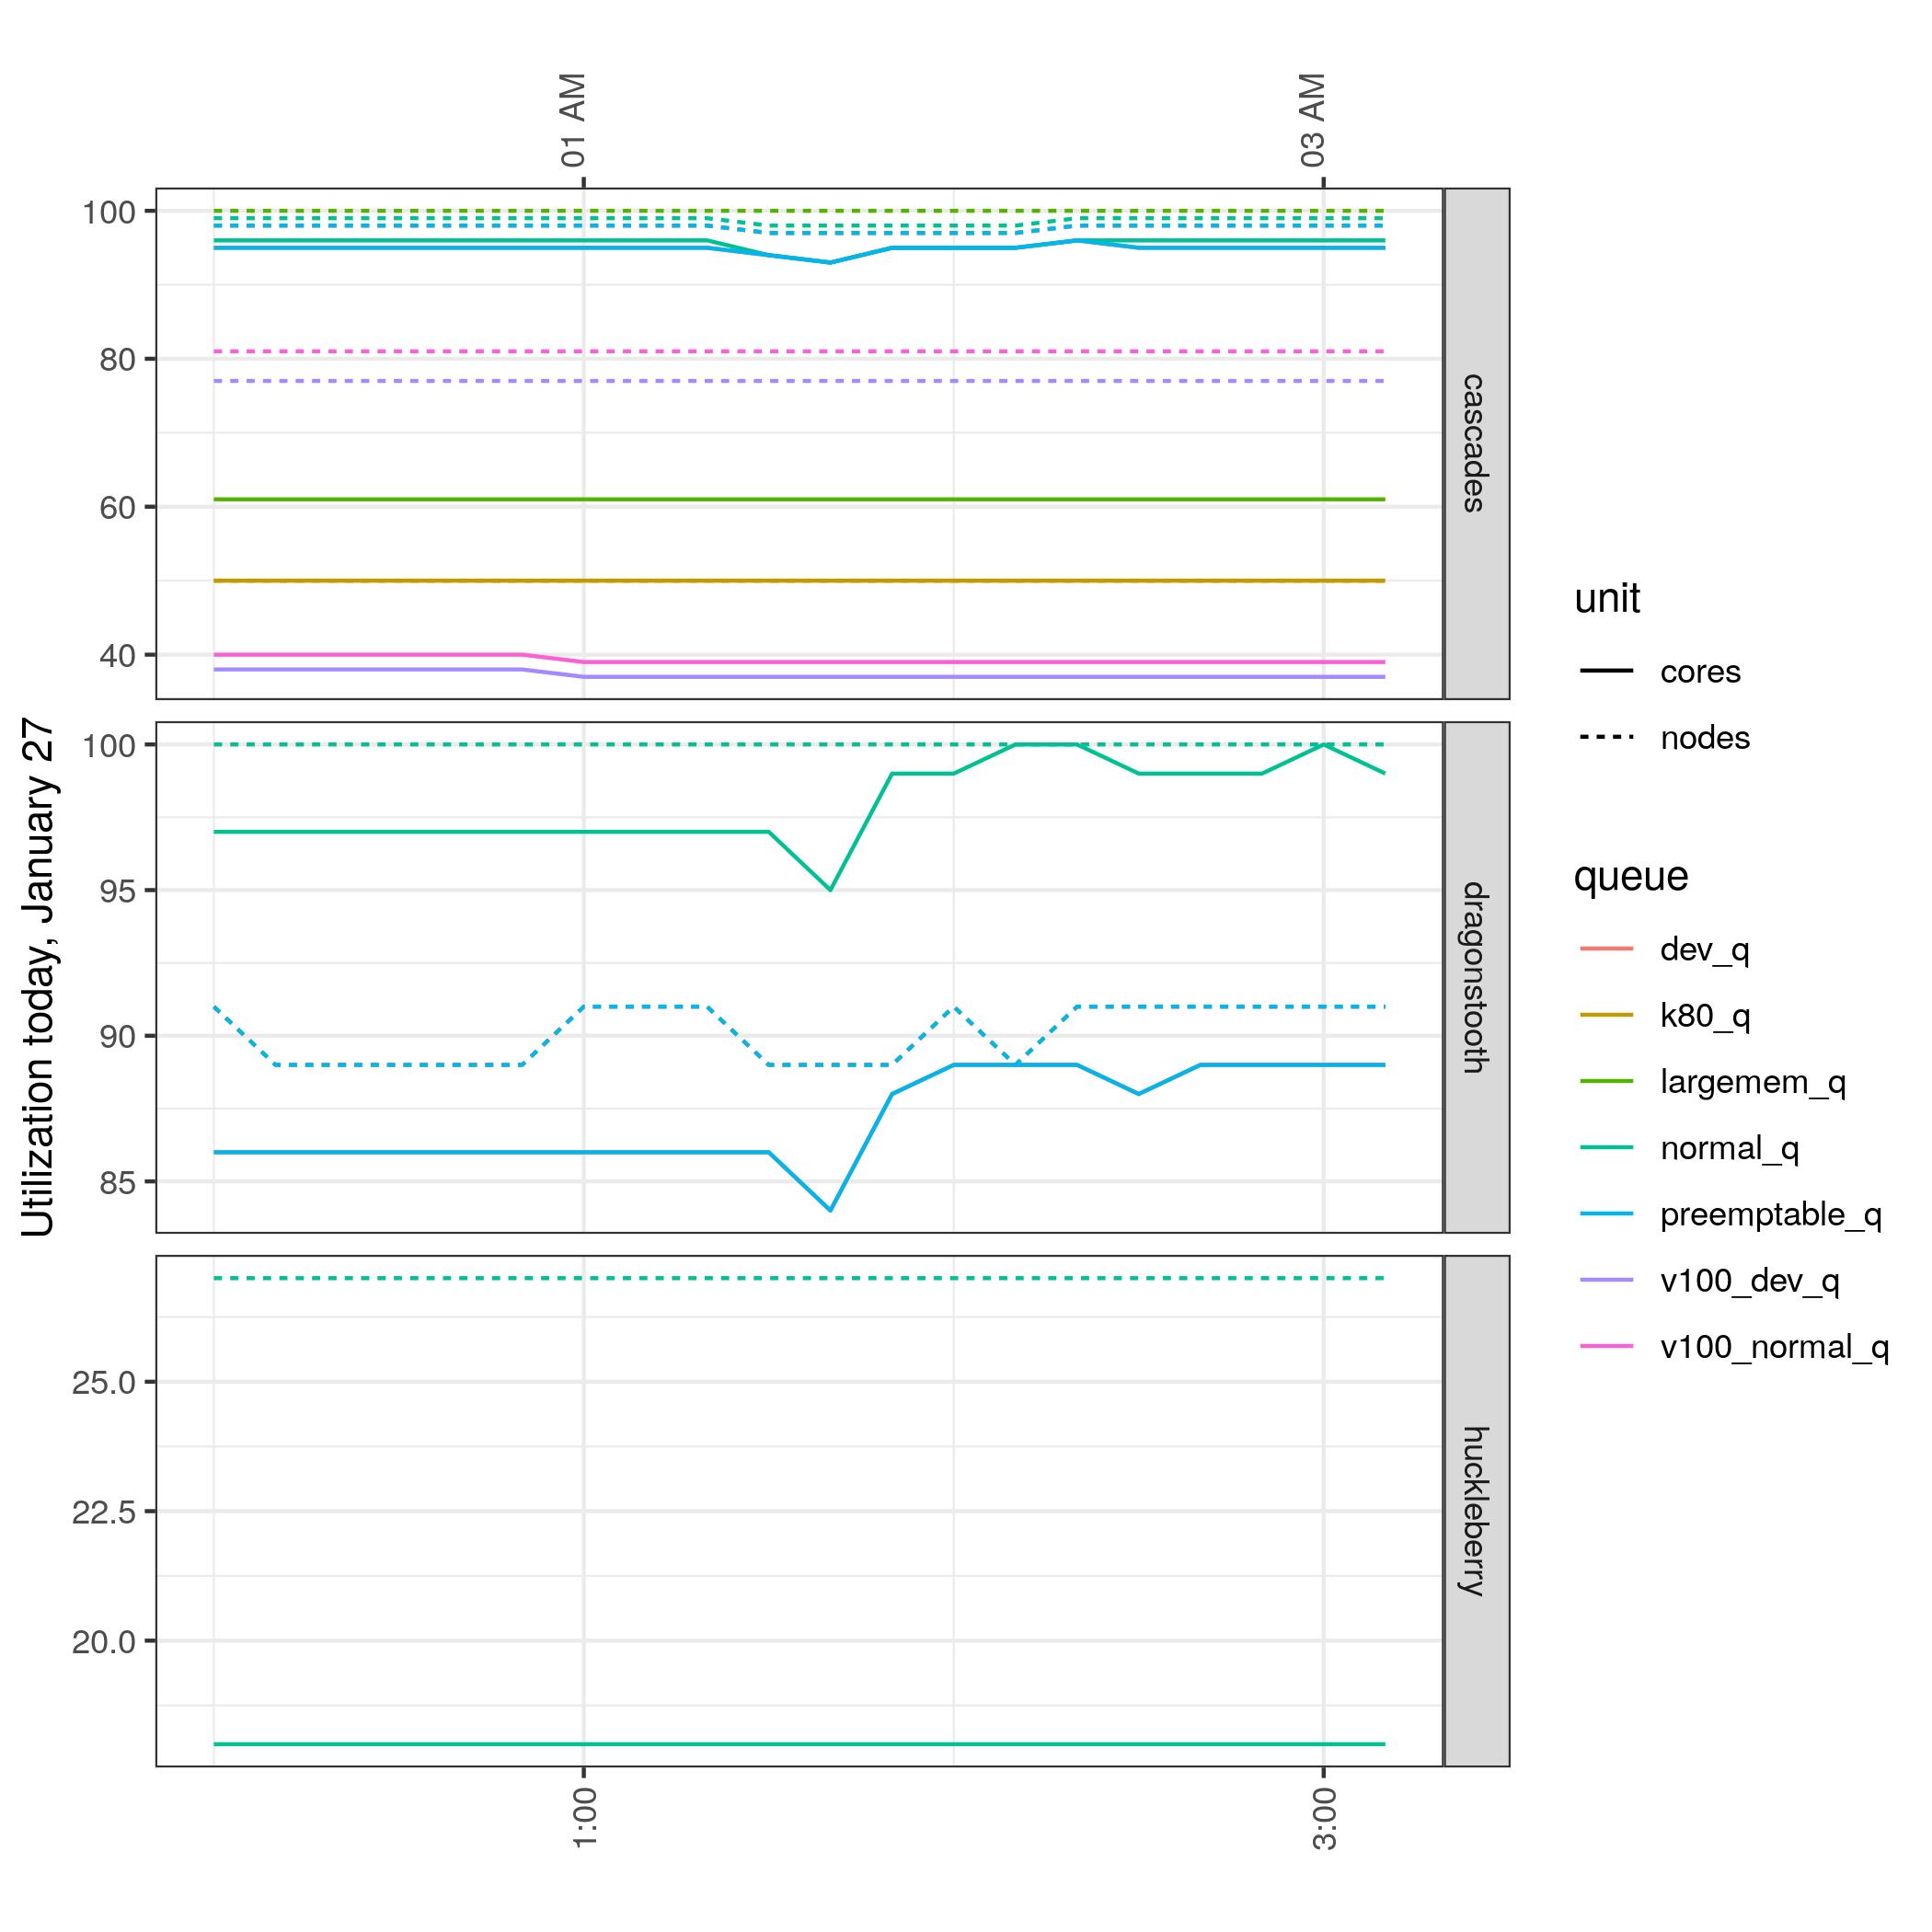 01 AM
03 AM
Utilization today, January 27
100
80
60
40
cascades
100
95
90
85
dragonstooth
25.0
22.5
20.0
huckleberry
1:00
3:00
unit
cores
nodes
queue
dev_q
k80_q
largemem_q
normal_q
preemptable_q
v100_dev_q
v100_normal_q